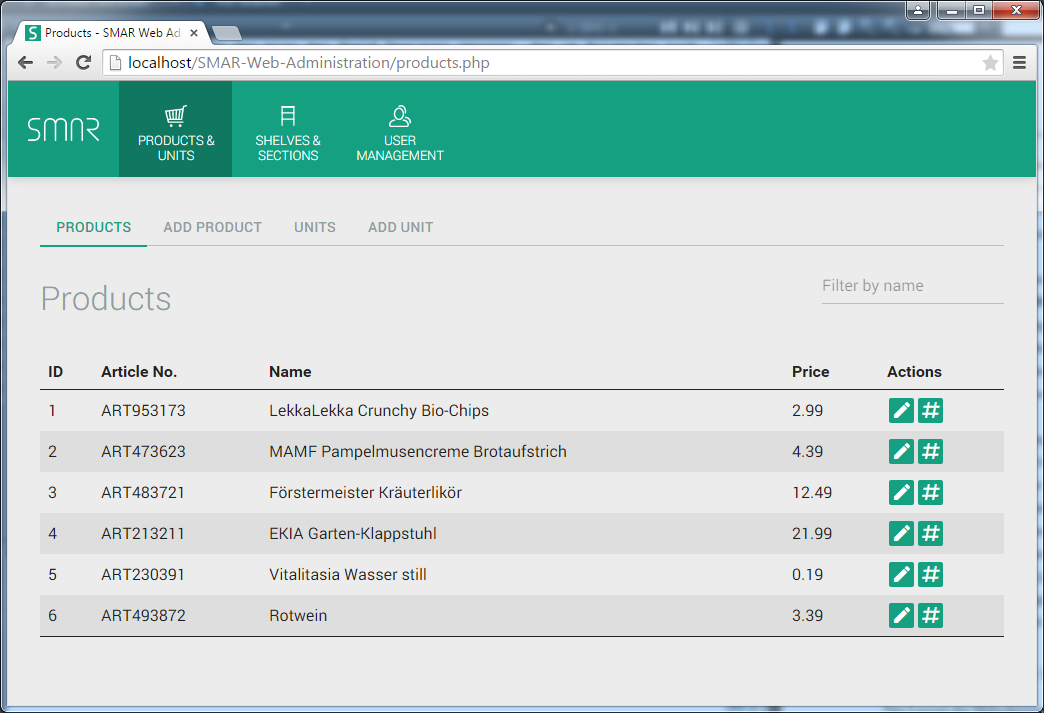 Products - SMAR Web Ad
localhost/SMAR-Web-Administration/products.php
SMAR
PRODUCTS & UNITS
SHELVES & SECTIONS
USER MANAGEMENT
PRODUCTS ADD PRODUCT UNITS ADD UNIT
Products
Filter by name
ID Article No. Name Price Actions
1 ART953173 LekkaLekka Crunchy Bio-Chips 2.99 #
2 ART473623 MAMF Pampelmusencreme Brotaufstrich 4.39 #
3 ART483721 Förstermeister Kräuterlikör 12.49 #
4 ART213211 EKIA Garten-Klappstuhl 21.99 #
5 ART230391 Vitalitasia Wasser still 0.19 #
6 ART493872 Rotwein 3.39 #